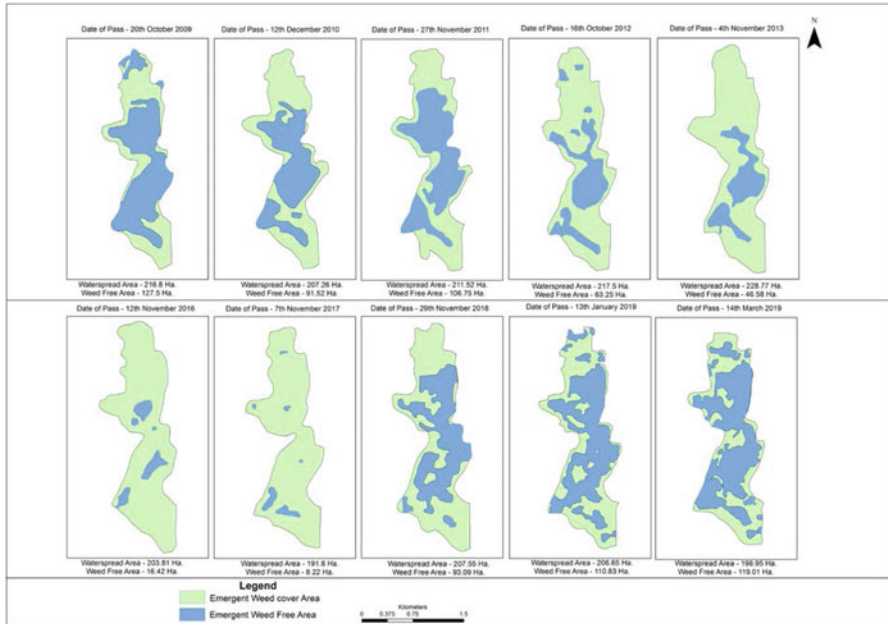 Date of Pass - 20th October 2009
Date of Pass - 12th December 2010
Date of Pass - 27th November 2011
Date of Pass - 16th October 2012
Date of Pass - 4th November 2013
N
Waterspread Area - 216.8 Ha.
Weed Free Area - 127.5 Ha.
Waterspread Area - 207.26 Ha.
Weed Free Area - 91.52 Ha.
Waterspread Area - 211.52 Ha.
Weed Free Area - 106.75 Ha.
Waterspread Area - 217.5 Ha.
Weed Free Area - 63.25 Ha.
Waterspread Area - 228.77 Ha.
Weed Free Area - 46.58 Ha.
Date of Pass - 12th November 2016
Date of Pass - 7th November 2017
Date of Pass - 29th November 2018
Date of Pass - 13th January 2019
Date of Pass - 14th March 2019
Waterspread Area - 203.81 Ha.
Weed Free Area - 16.42 Ha.
Waterspread Area - 191.8 Ha.
Weed Free Area - 8.22 Ha.
Waterspread Area - 207.55 Ha.
Weed Free Area - 93.09 Ha.
Waterspread Area - 206.65 Ha.
Weed Free Area - 110.83 Ha.
Waterspread Area - 198.95 Ha.
Weed Free Area - 119.01 Ha.
Legend
Emergent Weed cover Area
Emergent Weed Free Area
Kilometers
0 0.375 0.75 1.5